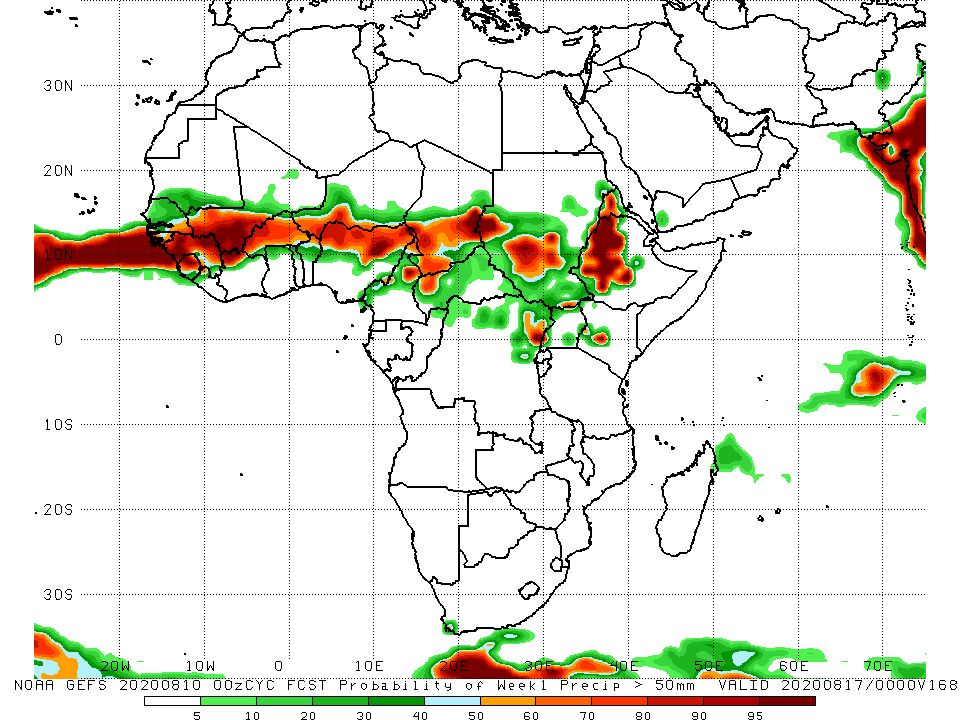 30N
20N
10N
0
10S
20S
30S
20W 10W 0 10E 20E 30E 40E 50E 60E 70E
NOAA GEFS 20200810 00zCYC FCST Probability of Week1 Precip > 50mm VALID 20200817/0000V168
5 10 20 30 40 50 60 70 80 90 95